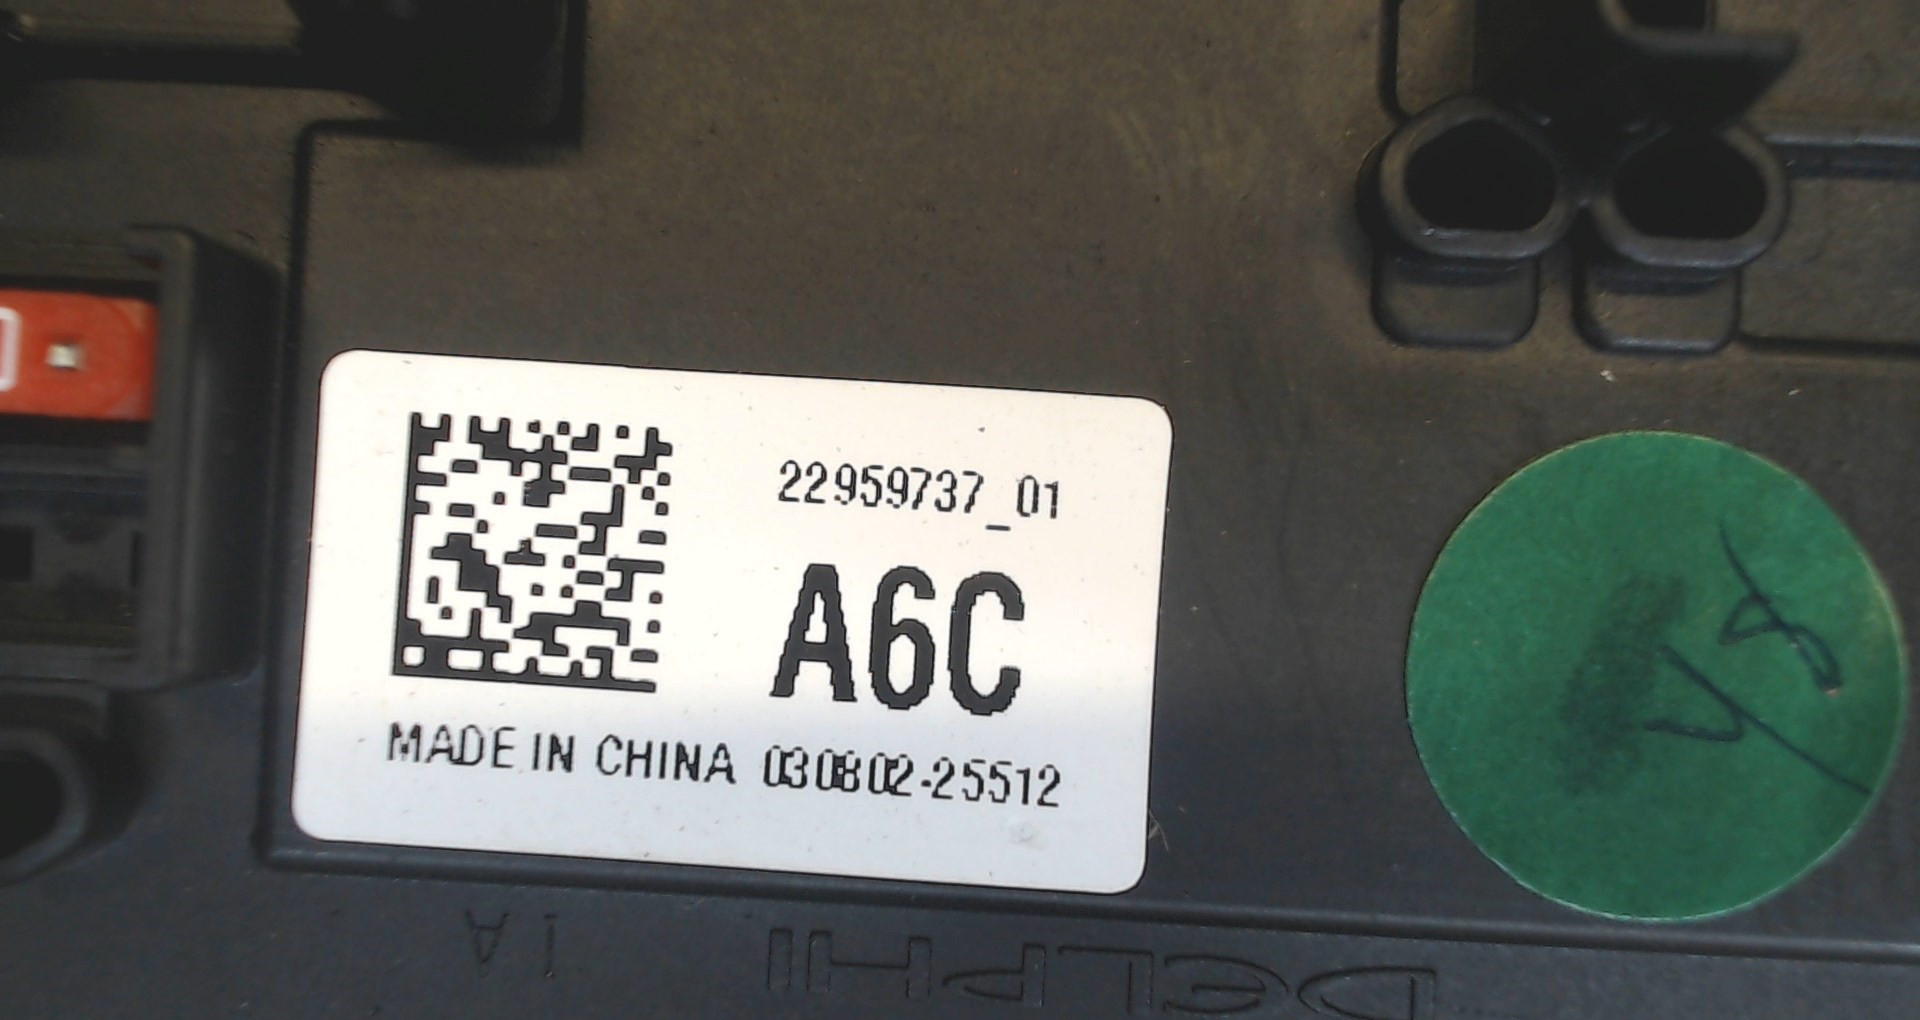 22959737_01
A6C
MADE IN CHINA 030802-25512
DELPHI
1A